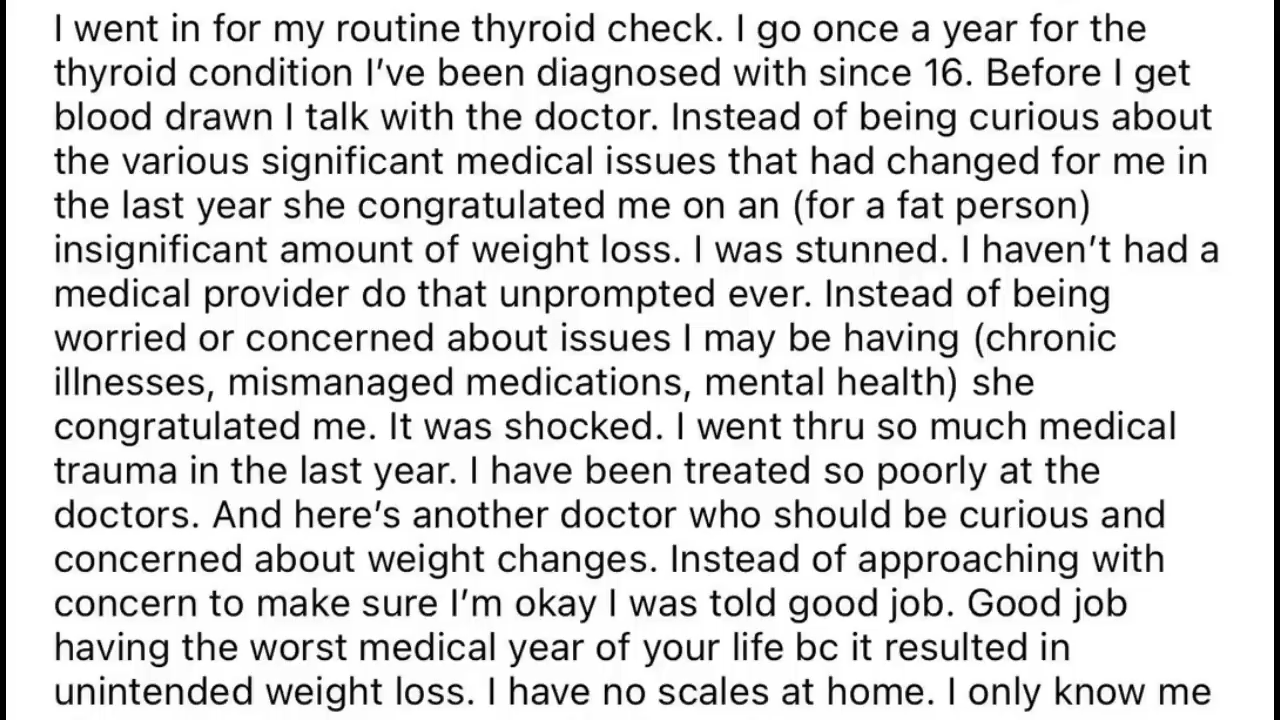 I went in for my routine thyroid check. I go once a year for the
thyroid condition I’ve been diagnosed with since 16. Before I get
blood drawn I talk with the doctor. Instead of being curious about
the various significant medical issues that had changed for me in
the last year she congratulated me on an (for a fat person)
insignificant amount of weight loss. I was stunned. I haven’t had a
medical provider do that unprompted ever. Instead of being
worried or concerned about issues I may be having (chronic
illnesses, mismanaged medications, mental health) she
congratulated me. It was shocked. I went thru so much medical
trauma in the last year. I have been treated so poorly at the
doctors. And here’s another doctor who should be curious and
concerned about weight changes. Instead of approaching with
concern to make sure I’m okay I was told good job. Good job
having the worst medical year of your life bc it resulted in
unintended weight loss. I have no scales at home. I only know me